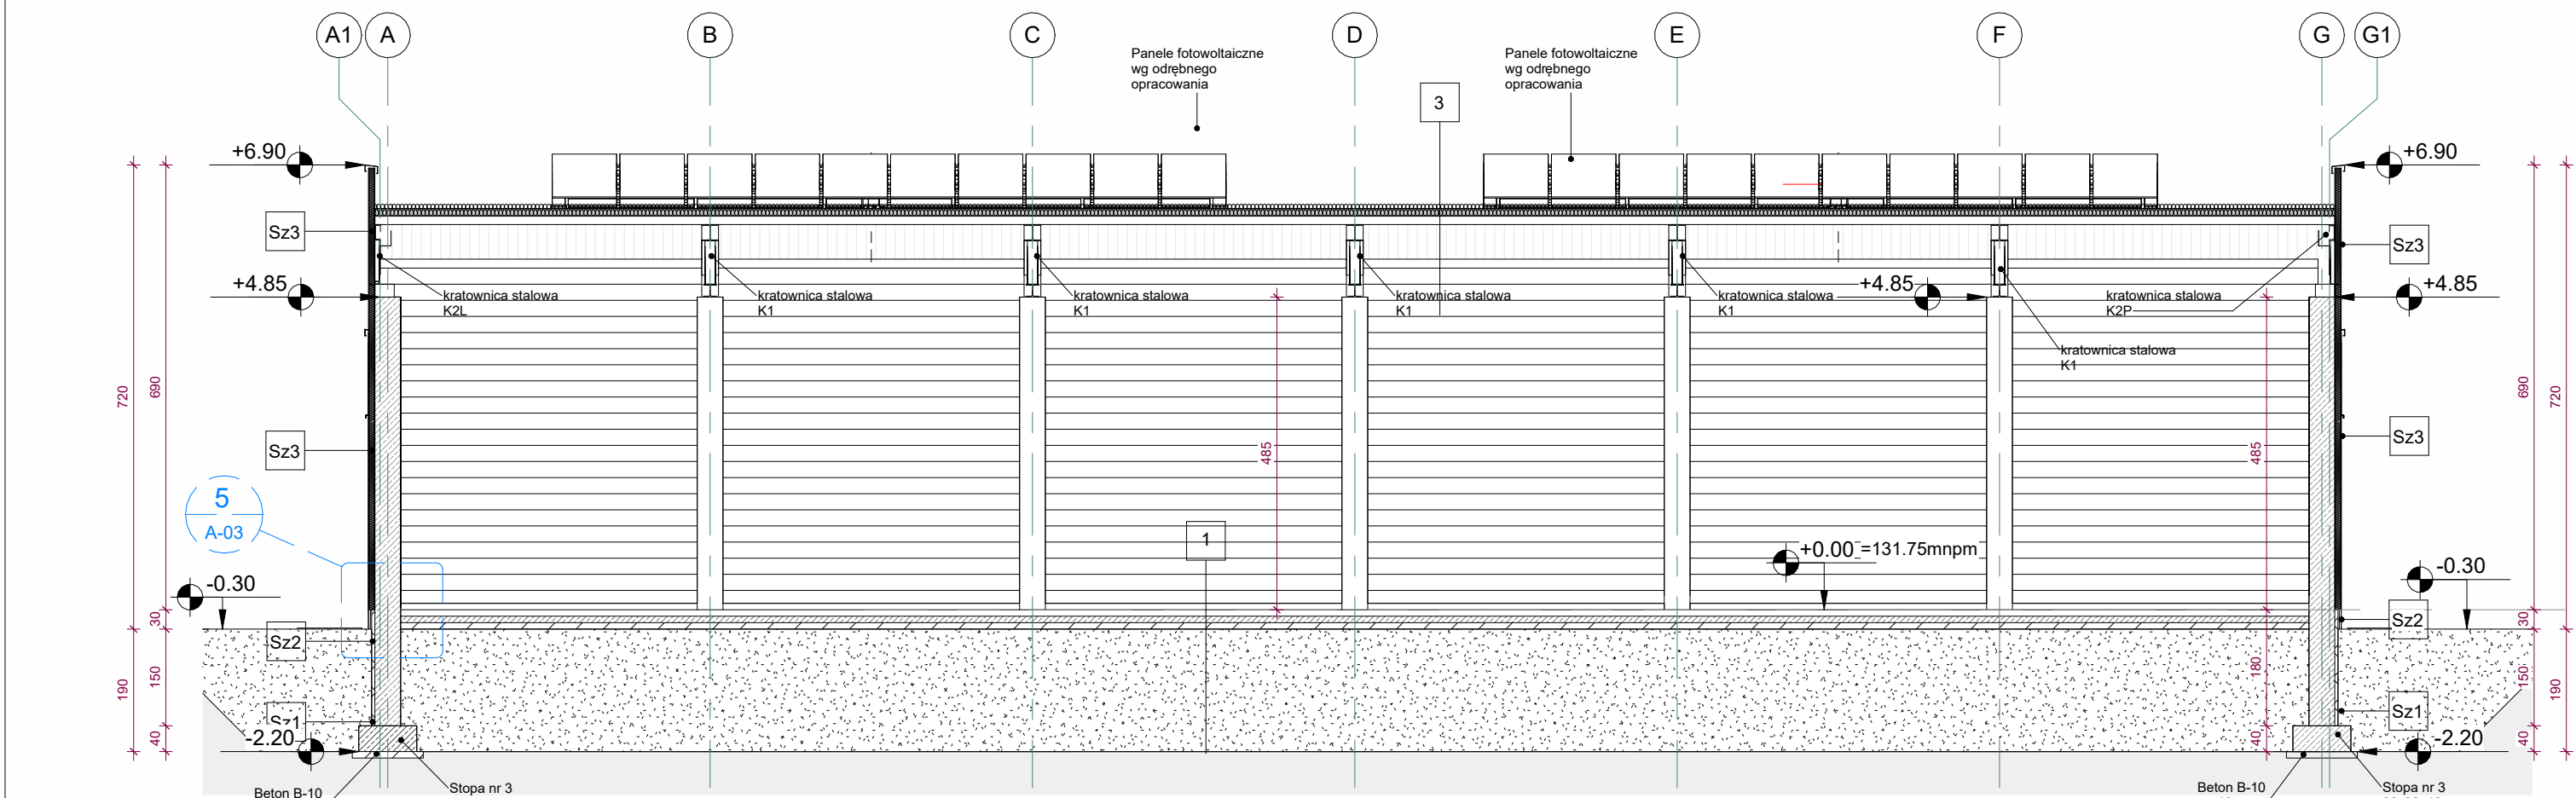 A1
A
B
C
D
E
F
G
G1
Panele fotowoltaiczne
wg odrębnego
opracowania
Panele fotowoltaiczne
wg odrębnego
opracowania
3
+6.90
+6.90
Sz3
Sz3
+4.85
+4.85
+4.85
kratownica stalowa
K2L
kratownica stalowa
K1
kratownica stalowa
K1
kratownica stalowa
K1
kratownica stalowa
K1
kratownica stalowa
K1
kratownica stalowa
K2P
720
690
485
485
690
720
Sz3
Sz3
5
A-03
1
+0.00 =131.75mnpm
-0.30
-0.30
30
30
Sz2
Sz2
190
150
180
150
190
Sz1
Sz1
40
40
40
-2.20
-2.20
Beton B-10
Stopa nr 3
Beton B-10
Stopa nr 3